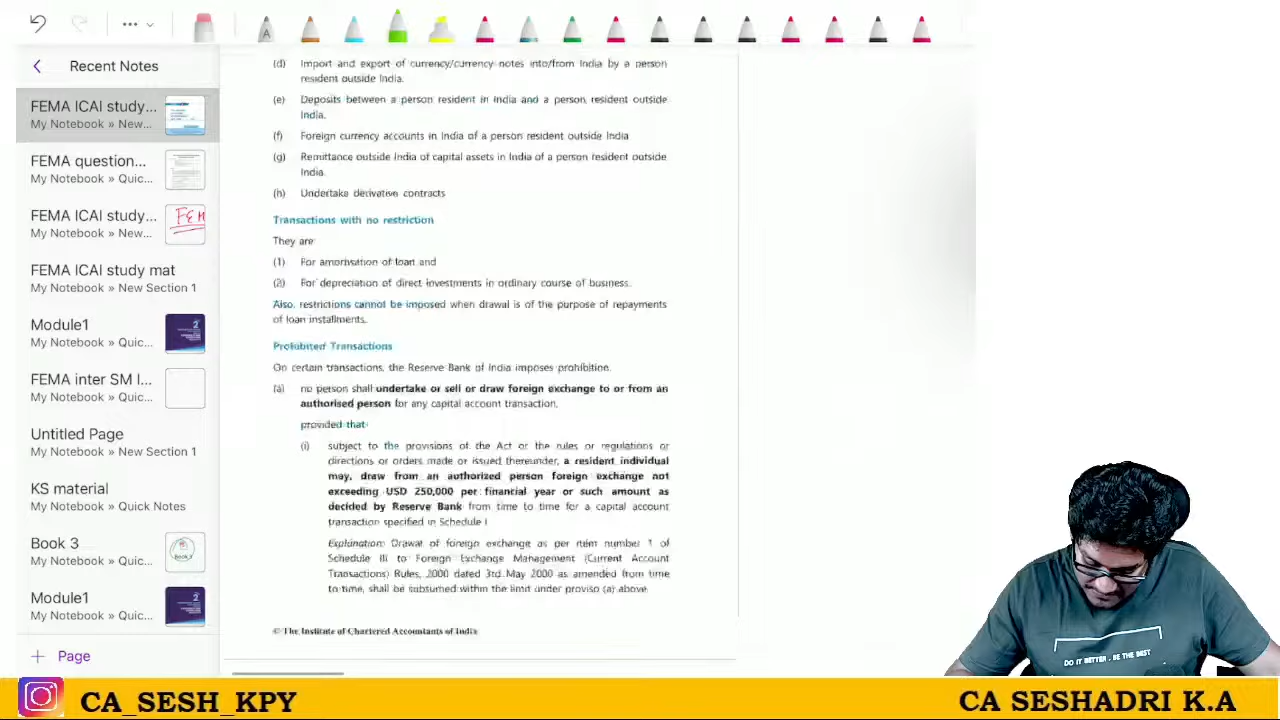 Recent Notes
FEMA ICAI study...
My Notebook » New...
FEMA question...
My Notebook » Quic...
FEMA ICAI study...
My Notebook » New...
FEM
FEMA ICAI study mat
My Notebook » New Section 1
Module1
My Notebook » Quic...
2
FEMA inter SM I...
My Notebook » Quic...
Untitled Page
My Notebook » New Section 1
KS material
My Notebook » Quick Notes
Book 3
My Notebook » Quic...
Book 3
Module1
My Notebook » Quic...
2
+ Page
A
(d) Import and export of currency/currency notes into/from India by a person
resident outside India.
(e) Deposits between a person resident in India and a person resident outside
India.
(f) Foreign currency accounts in India of a person resident outside India
(g) Remittance outside India of capital assets in India of a person resident outside
India.
(h) Undertake derivative contracts
Transactions with no restriction
They are
(1) For amortisation of loan and
(2) For depreciation of direct investments in ordinary course of business.
Also, restrictions cannot be imposed when drawal is of the purpose of repayments
of loan installments.
Prohibited Transactions
On certain transactions, the Reserve Bank of India imposes prohibition.
(a) no person shall undertake or sell or draw foreign exchange to or from an
authorised person for any capital account transaction,
provided that
(i) subject to the provisions of the Act or the rules or regulations or
directions or orders made or issued thereunder, a resident individual
may, draw from an authorized person foreign exchange not
exceeding USD 250,000 per financial year or such amount as
decided by Reserve Bank from time to time for a capital account
transaction specified in Schedule I
Explanation: Drawal of foreign exchange as per item number 1 of
Schedule III to Foreign Exchange Management (Current Account
Transactions) Rules, 2000 dated 3rd May 2000 as amended from time
to time, shall be subsumed within the limit under proviso (a) above.
© The Institute of Chartered Accountants of India
DO IT BETTER . BE THE BEST
CA_SESH_KPY
CA SESHADRI K.A